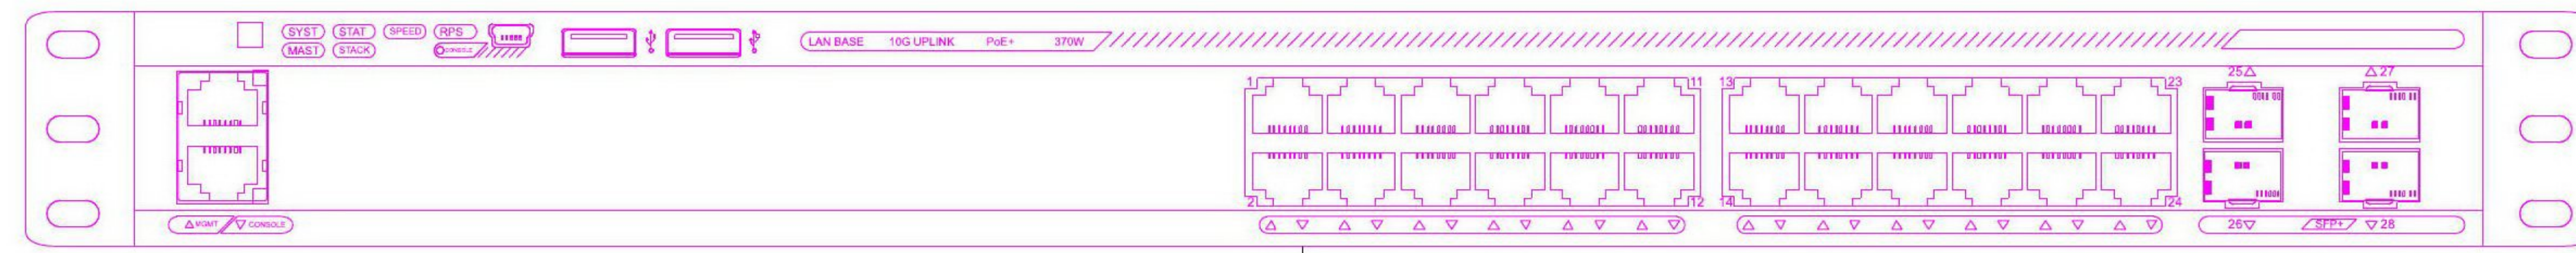 SYST STAT SPEED RPS
MAST STACK CONSOLE
LAN BASE 10G UPLINK PoE+ 370W
25 27
1 11 13 23
2 12 14 24
MGMT CONSOLE
26 SFP+ 28